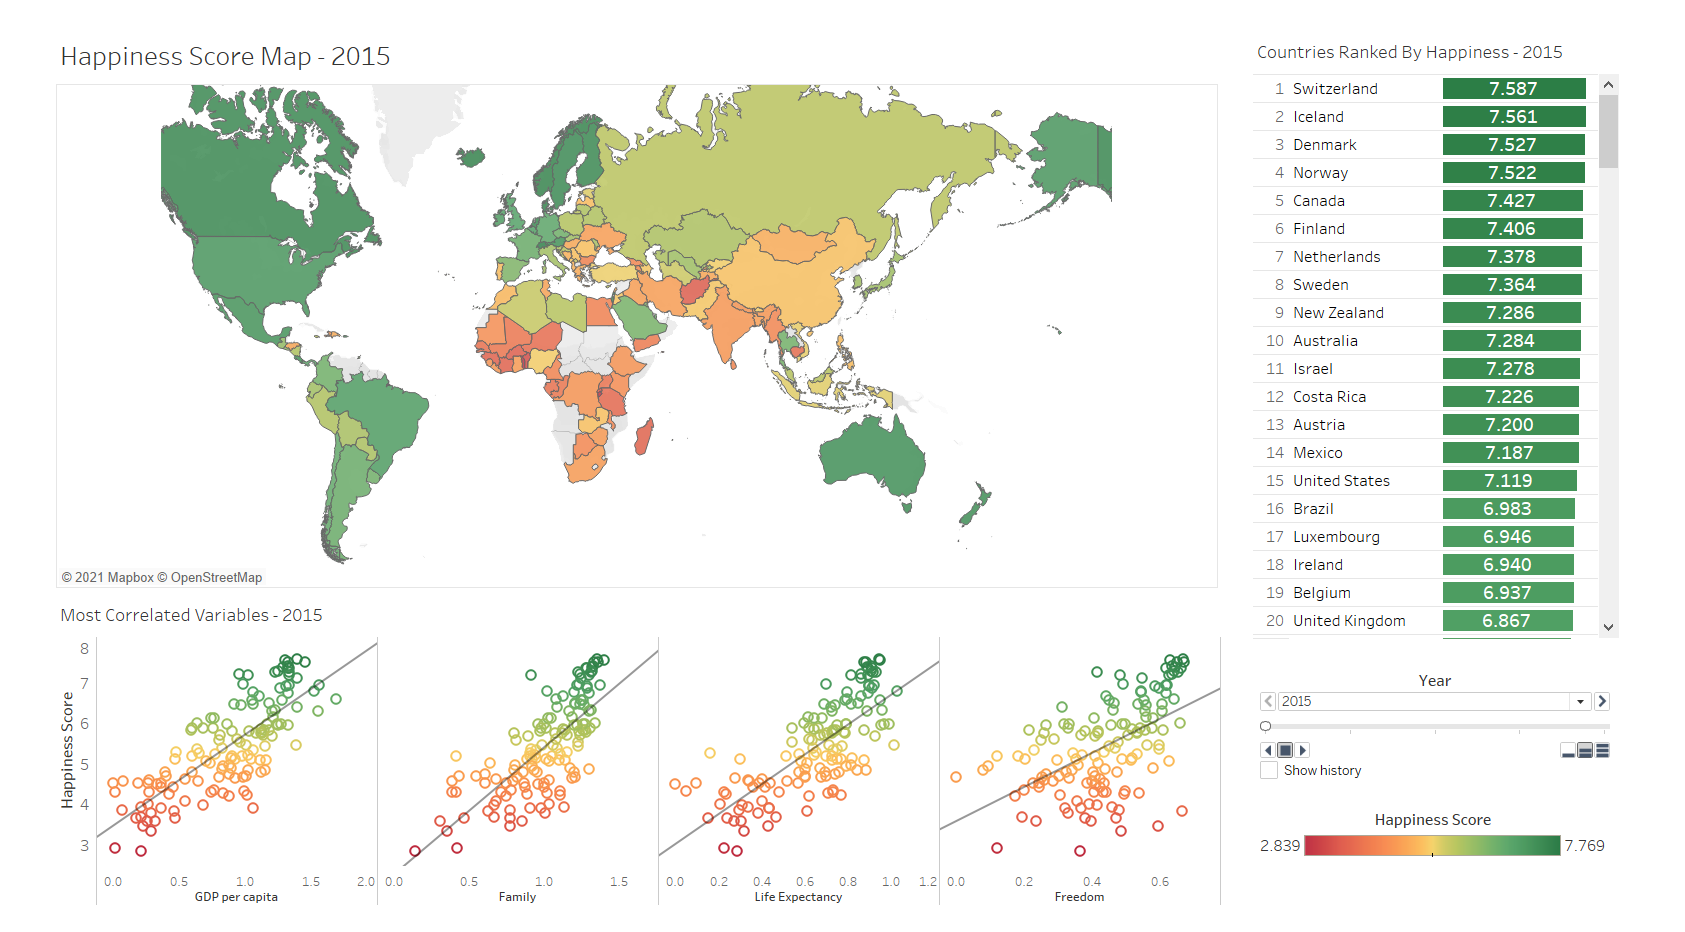 Happiness Score Map - 2015
© 2021 Mapbox © OpenStreetMap
Countries Ranked By Happiness - 2015
1 Switzerland 7.587
2 Iceland 7.561
3 Denmark 7.527
4 Norway 7.522
5 Canada 7.427
6 Finland 7.406
7 Netherlands 7.378
8 Sweden 7.364
9 New Zealand 7.286
10 Australia 7.284
11 Israel 7.278
12 Costa Rica 7.226
13 Austria 7.200
14 Mexico 7.187
15 United States 7.119
16 Brazil 6.983
17 Luxembourg 6.946
18 Ireland 6.940
19 Belgium 6.937
20 United Kingdom 6.867
Most Correlated Variables - 2015
Happiness Score
8
7
6
5
4
3
0.0 0.5 1.0 1.5 2.0
GDP per capita
0.0 0.5 1.0 1.5
Family
0.0 0.2 0.4 0.6 0.8 1.0 1.2
Life Expectancy
0.0 0.2 0.4 0.6
Freedom
Year
2015
Show history
Happiness Score
2.839 7.769